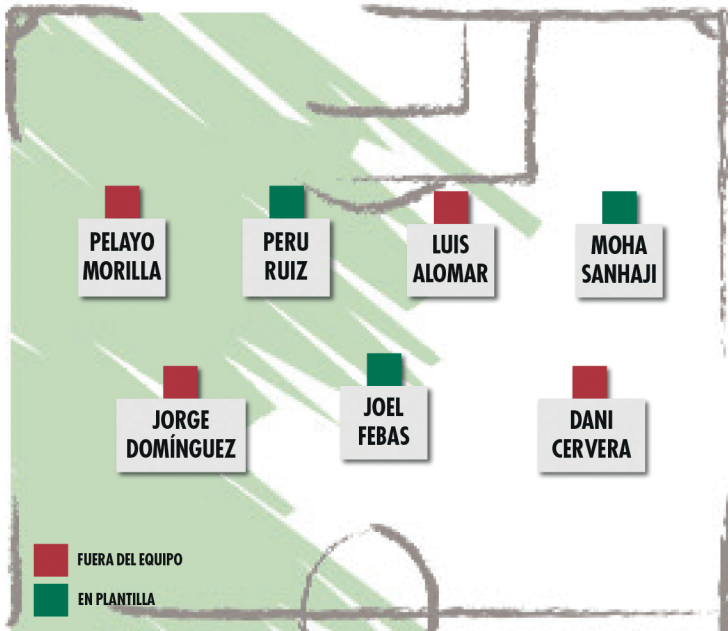 PELAYO
MORILLA
PERU
RUIZ
LUIS
ALOMAR
MOHA
SANHAJI
JORGE
DOMÍNGUEZ
JOEL
FEBAS
DANI
CERVERA
FUERA DEL EQUIPO
EN PLANTILLA